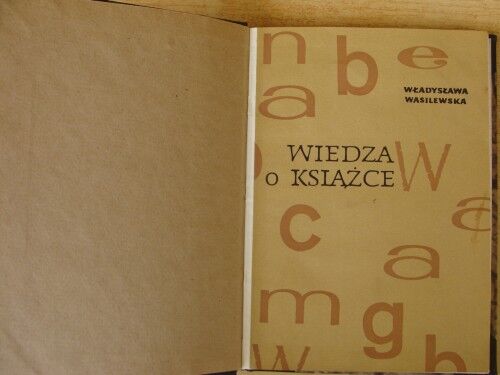 n b e
WŁADYSŁAWA
WASILEWSKA
a
WIEDZA
o KSIĄŻCE
o W
c a
a
m g b
w